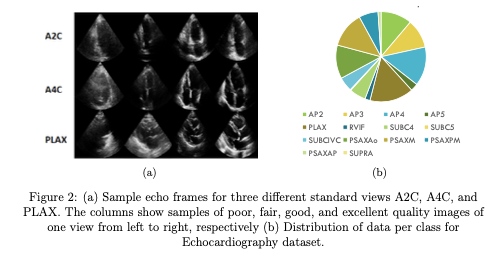 A2C
A4C
PLAX
(a)
(b)
AP2 AP3 AP4 AP5
PLAX RVIF SUBC4 SUBC5
SUBCIVC PSAXAo PSAXM PSAXPM
PSAXAP SUPRA
Figure 2: (a) Sample echo frames for three different standard views A2C, A4C, and
PLAX. The columns show samples of poor, fair, good, and excellent quality images of
one view from left to right, respectively (b) Distribution of data per class for
Echocardiography dataset.